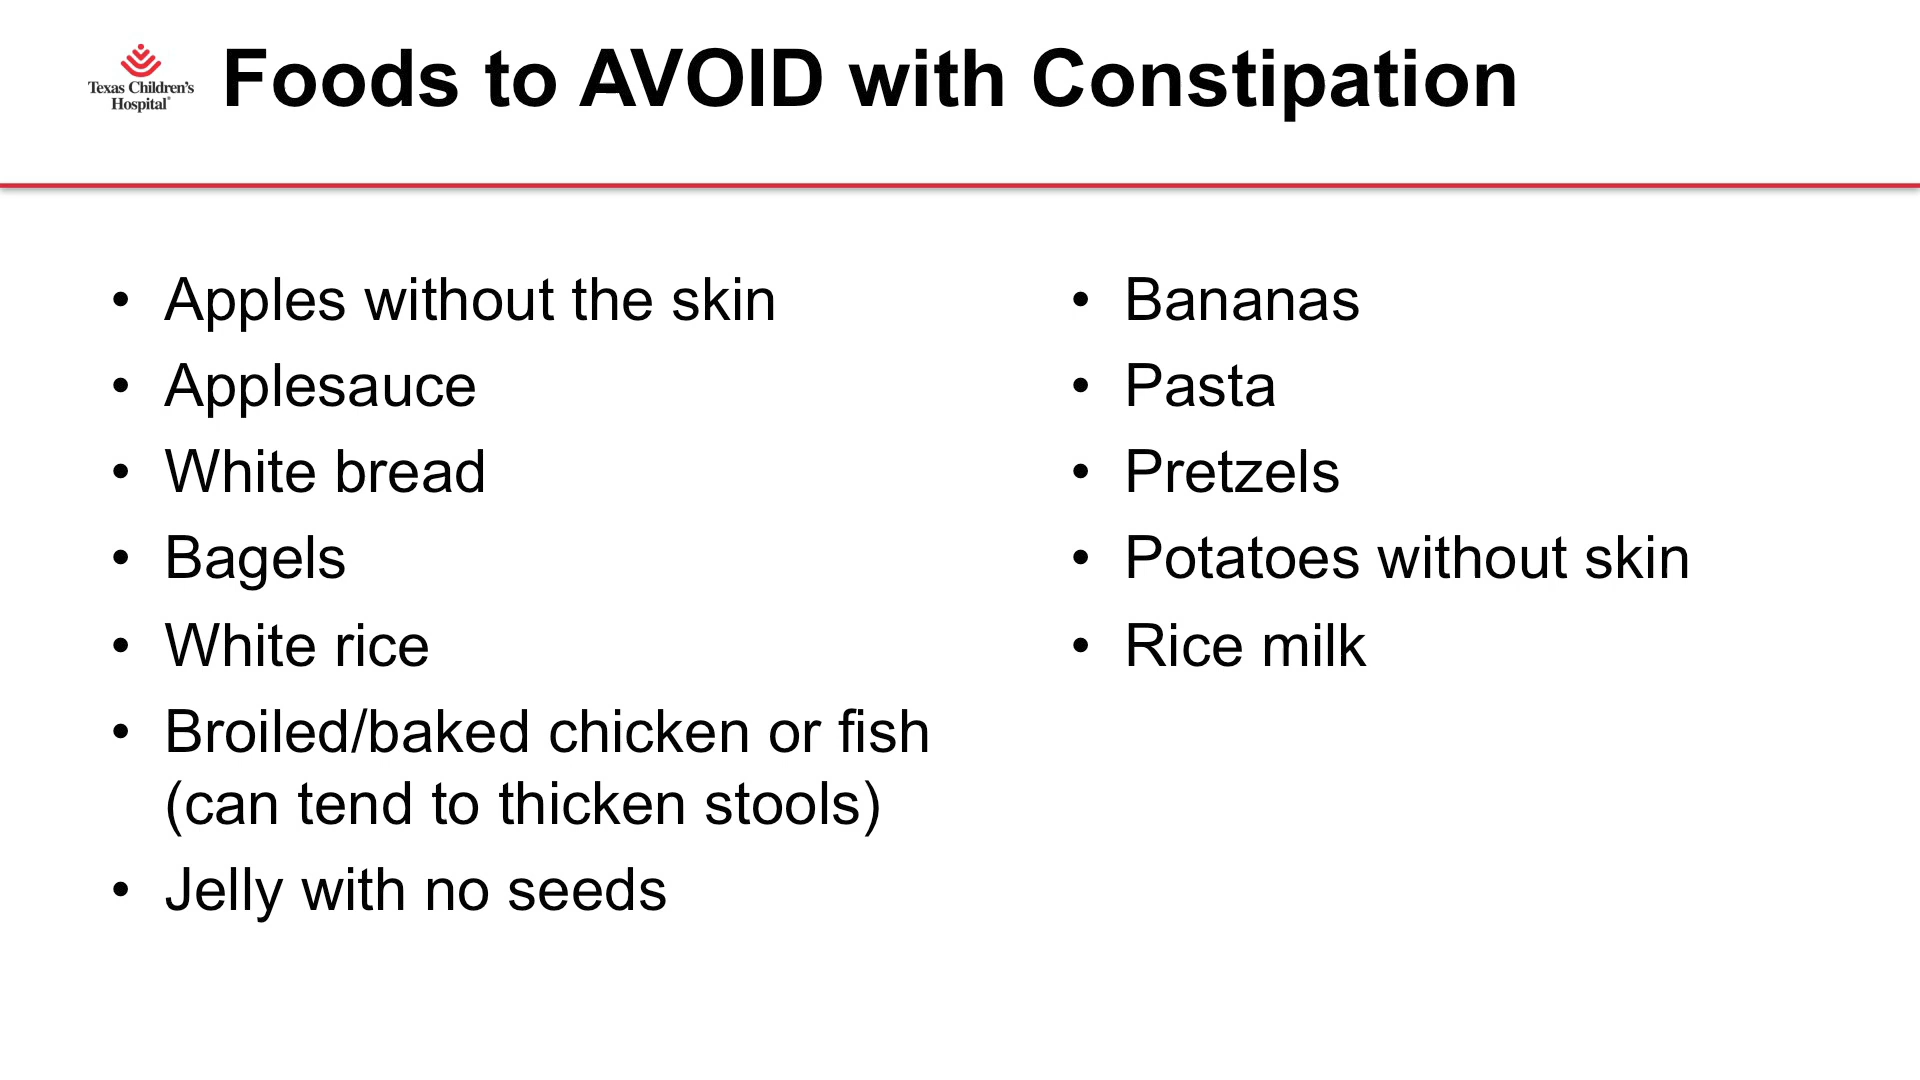 Texas Children's
Hospital®
Foods to AVOID with Constipation
• Apples without the skin
• Applesauce
• White bread
• Bagels
• White rice
• Broiled/baked chicken or fish
(can tend to thicken stools)
• Jelly with no seeds
• Bananas
• Pasta
• Pretzels
• Potatoes without skin
• Rice milk